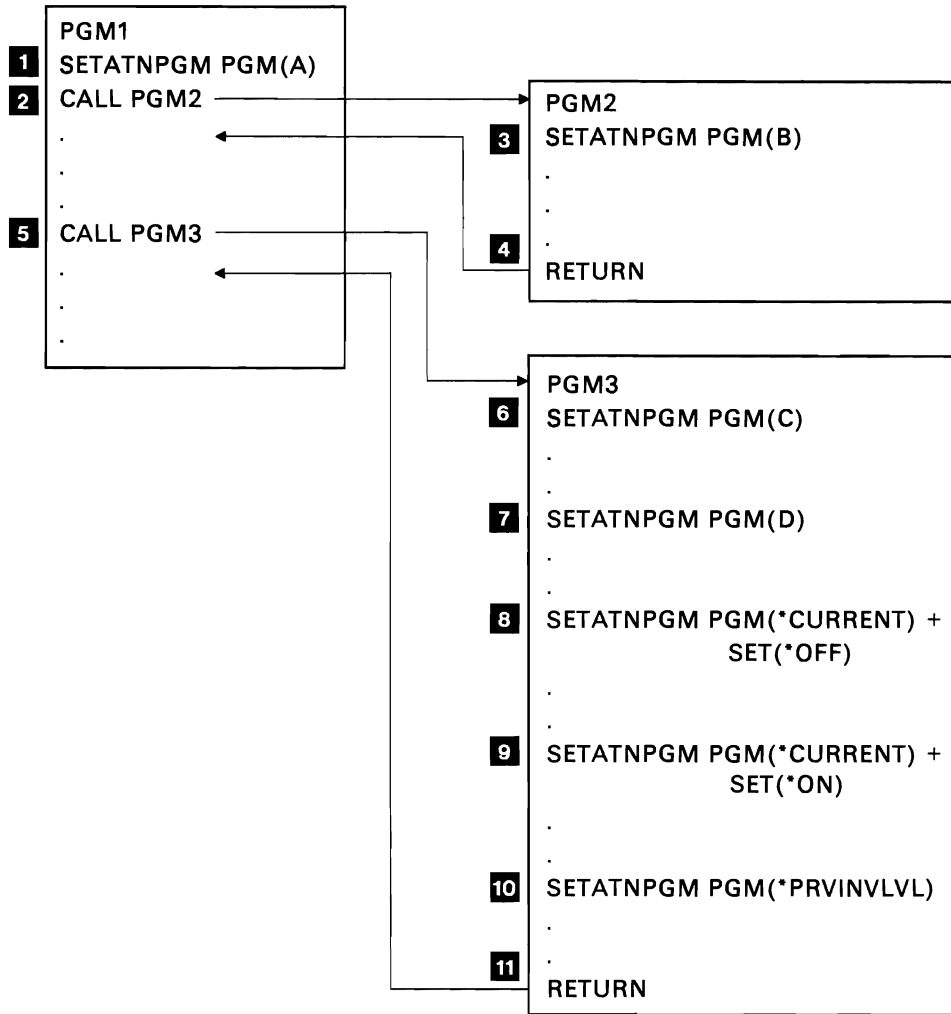 PGM1
1 SETATNPGM PGM(A)
2 CALL PGM2
.
.
.
5 CALL PGM3
.
.
.
PGM2
3 SETATNPGM PGM(B)
.
.
.
4
RETURN
PGM3
6 SETATNPGM PGM(C)
.
.
7 SETATNPGM PGM(D)
.
.
8 SETATNPGM PGM(*CURRENT) +
SET(*OFF)
.
.
9 SETATNPGM PGM(*CURRENT) +
SET(*ON)
.
.
10 SETATNPGM PGM(*PRVINVLVL)
.
.
11
RETURN